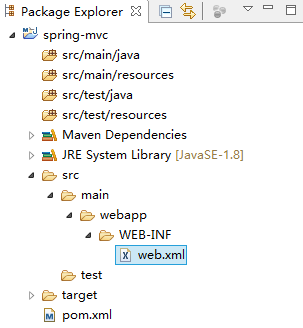 Package Explorer
spring-mvc
src/main/java
src/main/resources
src/test/java
src/test/resources
Maven Dependencies
JRE System Library [JavaSE-1.8]
src
main
webapp
WEB-INF
web.xml
test
target
pom.xml